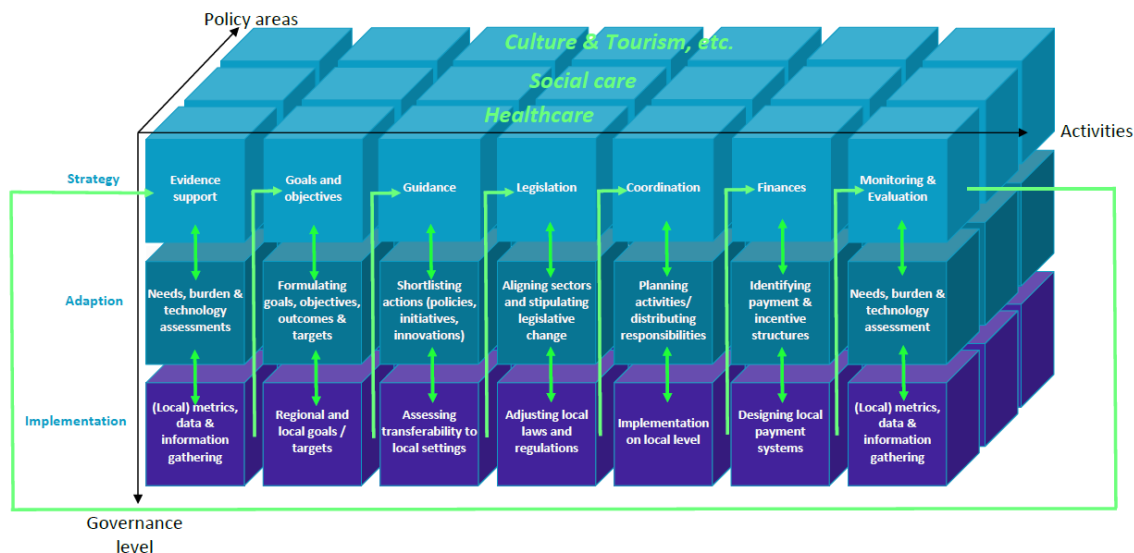 Policy areas
Culture & Tourism, etc.
Social care
Healthcare
Activities
Strategy
Evidence
support
Goals and
objectives
Guidance
Legislation
Coordination
Finances
Monitoring &
Evaluation
Adaption
Needs, burden &
technology
assessments
Formulating
goals, objectives,
outcomes &
targets
Shortlisting
actions (policies,
initiatives,
innovations)
Aligning sectors
and stipulating
legislative
change
Planning
activities/
distributing
responsibilities
Identifying
payment &
incentive
structures
Needs, burden &
technology
assessment
Implementation
(Local) metrics,
data &
information
gathering
Regional and
local goals /
targets
Assessing
transferability to
local settings
Adjusting local
laws and
regulations
Implementation
on local level
Designing local
payment
systems
(Local) metrics,
data &
information
gathering
Governance
level